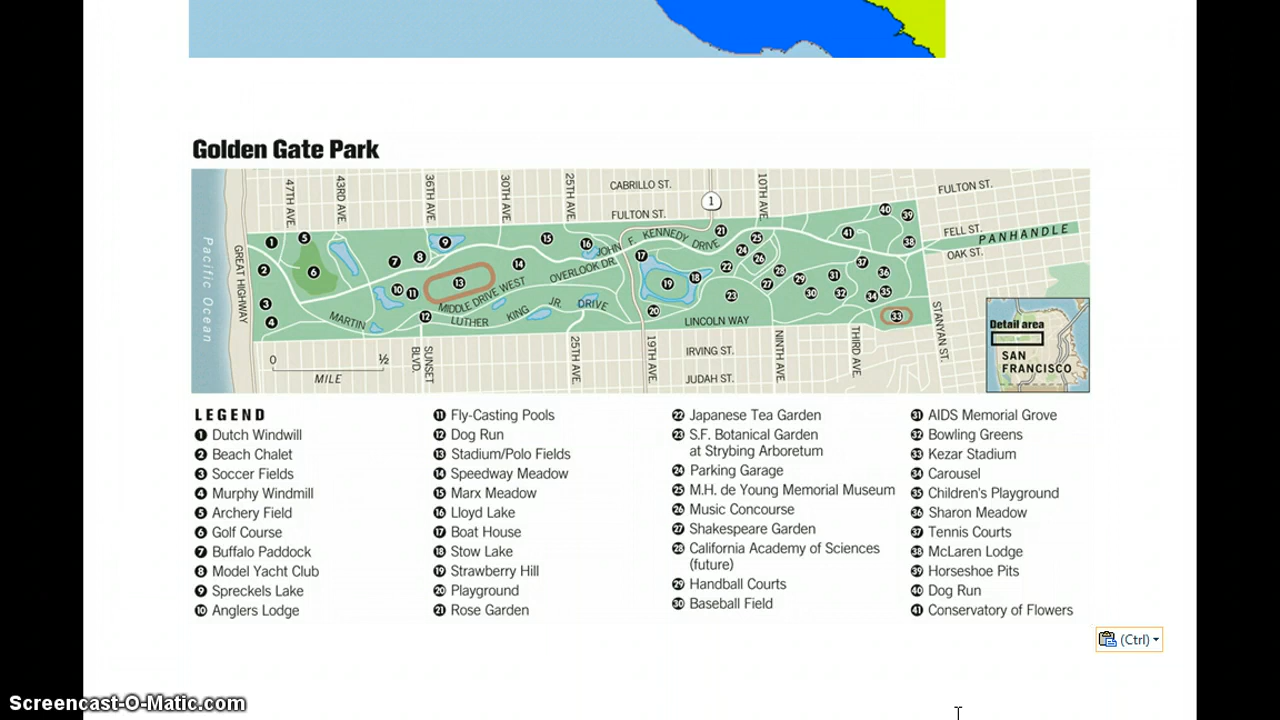 Golden Gate Park
47TH AVE.
43RD AVE.
36TH AVE.
30TH AVE.
25TH AVE.
CABRILLO ST.
FULTON ST.
1
10TH AVE.
FULTON ST.
FELL ST.
PANHANDLE
OAK ST.
Pacific Ocean
GREAT HIGHWAY
JOHN F. KENNEDY DRIVE
OVERLOOK DR.
MIDDLE DRIVE WEST
MARTIN LUTHER KING JR. DRIVE
LINCOLN WAY
SUNSET BLVD.
25TH AVE.
19TH AVE.
IRVING ST.
JUDAH ST.
NINTH AVE.
THIRD AVE.
STANYAN ST.
0 ½
MILE
Detail area
SAN
FRANCISCO
LEGEND
1 Dutch Windwill
2 Beach Chalet
3 Soccer Fields
4 Murphy Windmill
5 Archery Field
6 Golf Course
7 Buffalo Paddock
8 Model Yacht Club
9 Spreckels Lake
10 Anglers Lodge
11 Fly-Casting Pools
12 Dog Run
13 Stadium/Polo Fields
14 Speedway Meadow
15 Marx Meadow
16 Lloyd Lake
17 Boat House
18 Stow Lake
19 Strawberry Hill
20 Playground
21 Rose Garden
22 Japanese Tea Garden
23 S.F. Botanical Garden
at Strybing Arboretum
24 Parking Garage
25 M.H. de Young Memorial Museum
26 Music Concourse
27 Shakespeare Garden
28 California Academy of Sciences
(future)
29 Handball Courts
30 Baseball Field
31 AIDS Memorial Grove
32 Bowling Greens
33 Kezar Stadium
34 Carousel
35 Children's Playground
36 Sharon Meadow
37 Tennis Courts
38 McLaren Lodge
39 Horseshoe Pits
40 Dog Run
41 Conservatory of Flowers
(Ctrl)
Screencast-O-Matic.com